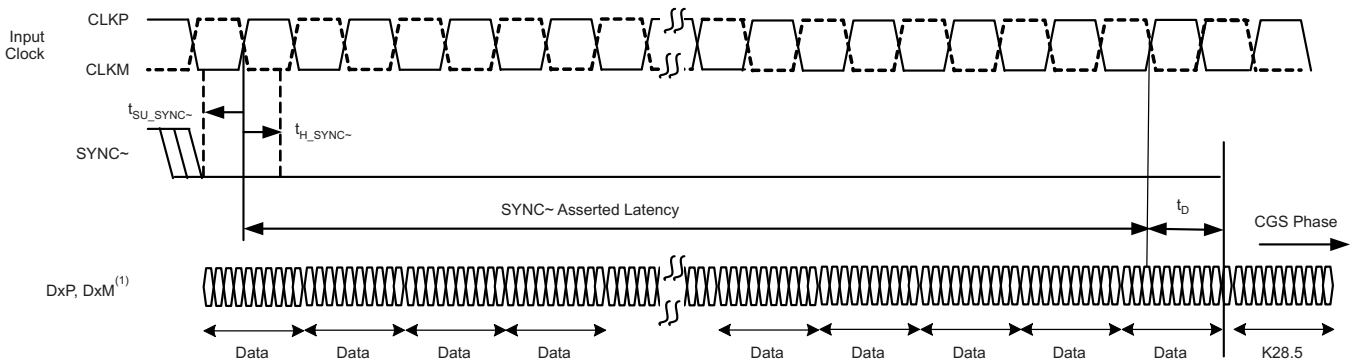 Input
Clock
CLKP
CLKM
tSU_SYNC~
tH_SYNC~
SYNC~
SYNC~ Asserted Latency
tD
CGS Phase
DxP, DxM(1)
Data Data Data Data Data Data Data Data Data K28.5